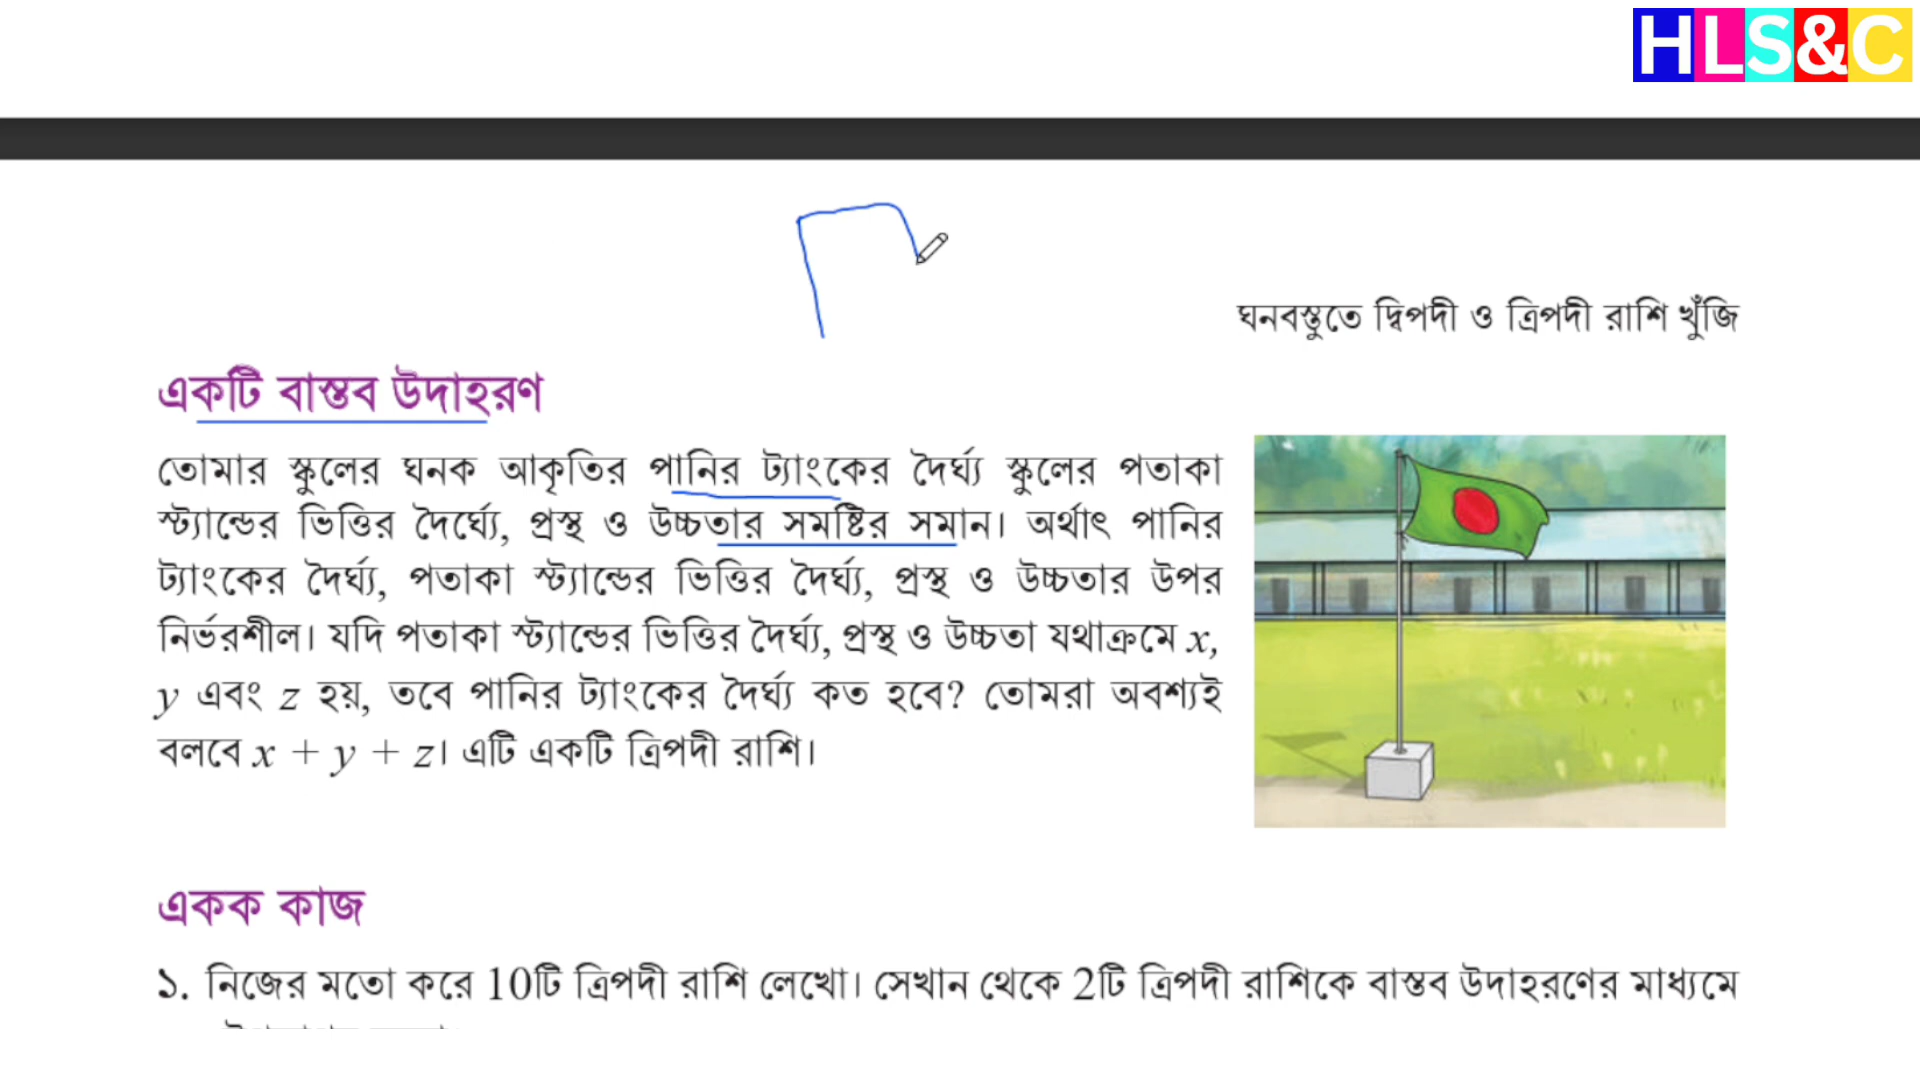 HLS&C
ঘনবস্তুতে দ্বিপদী ও ত্রিপদী রাশি খুঁজি
একটি বাস্তব উদাহরণ
তোমার স্কুলের ঘনক আকৃতির পানির ট্যাংকের দৈর্ঘ্য স্কুলের পতাকা
স্ট্যান্ডের ভিত্তির দৈর্ঘ্যে, প্রস্থ ও উচ্চতার সমষ্টির সমান। অর্থাৎ পানির
ট্যাংকের দৈর্ঘ্য, পতাকা স্ট্যান্ডের ভিত্তির দৈর্ঘ্য, প্রস্থ ও উচ্চতার উপর
নির্ভরশীল। যদি পতাকা স্ট্যান্ডের ভিত্তির দৈর্ঘ্য, প্রস্থ ও উচ্চতা যথাক্রমে x,
y এবং z হয়, তবে পানির ট্যাংকের দৈর্ঘ্য কত হবে? তোমরা অবশ্যই
বলবে x + y + z। এটি একটি ত্রিপদী রাশি।
একক কাজ
১. নিজের মতো করে 10টি ত্রিপদী রাশি লেখো। সেখান থেকে 2টি ত্রিপদী রাশিকে বাস্তব উদাহরণের মাধ্যমে